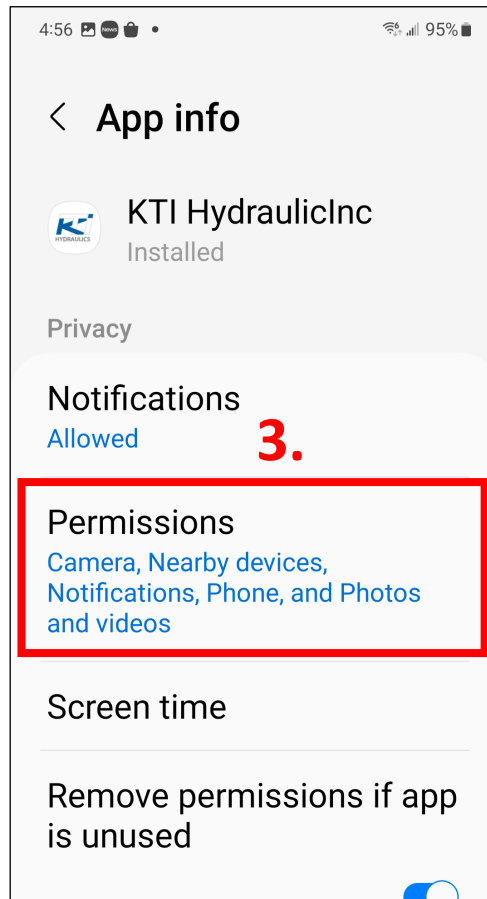 4:56 News 95%
App info
KTI HYDRAULICS
KTI HydraulicInc
Installed
Privacy
Notifications
Allowed
3.
Permissions
Camera, Nearby devices,
Notifications, Phone, and Photos
and videos
Screen time
Remove permissions if app
is unused